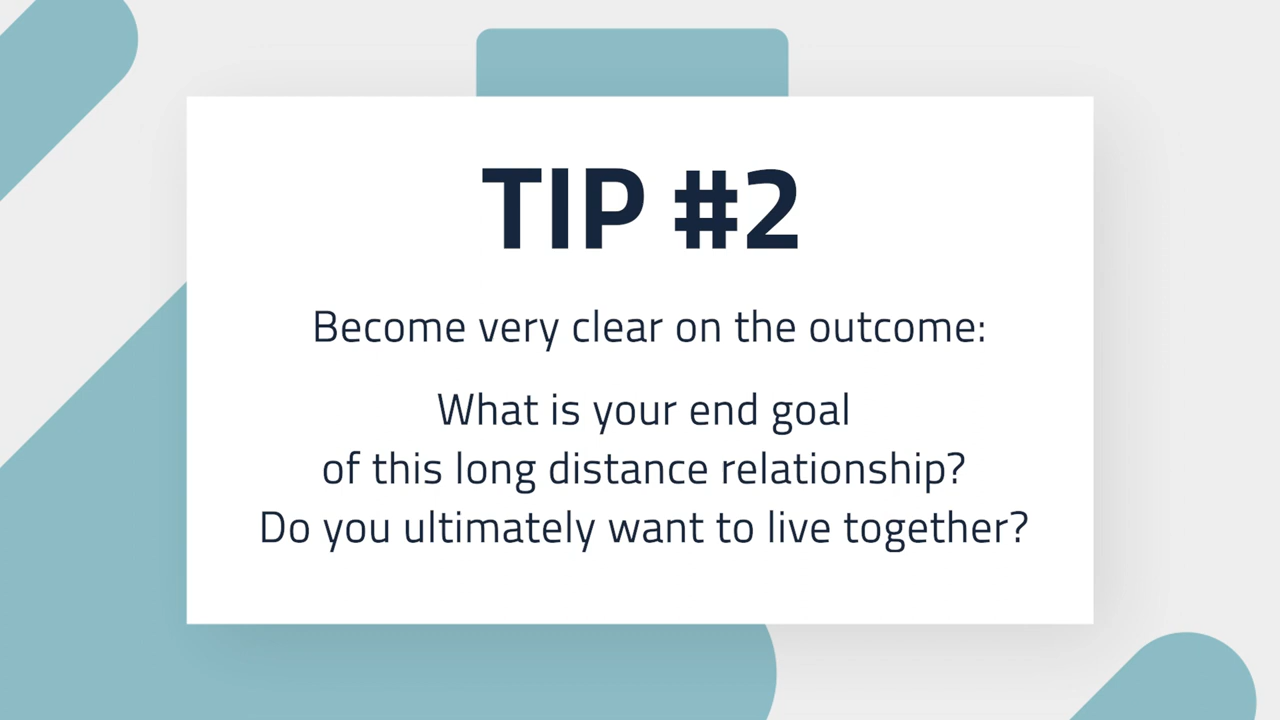 TIP #2
Become very clear on the outcome:
What is your end goal
of this long distance relationship?
Do you ultimately want to live together?